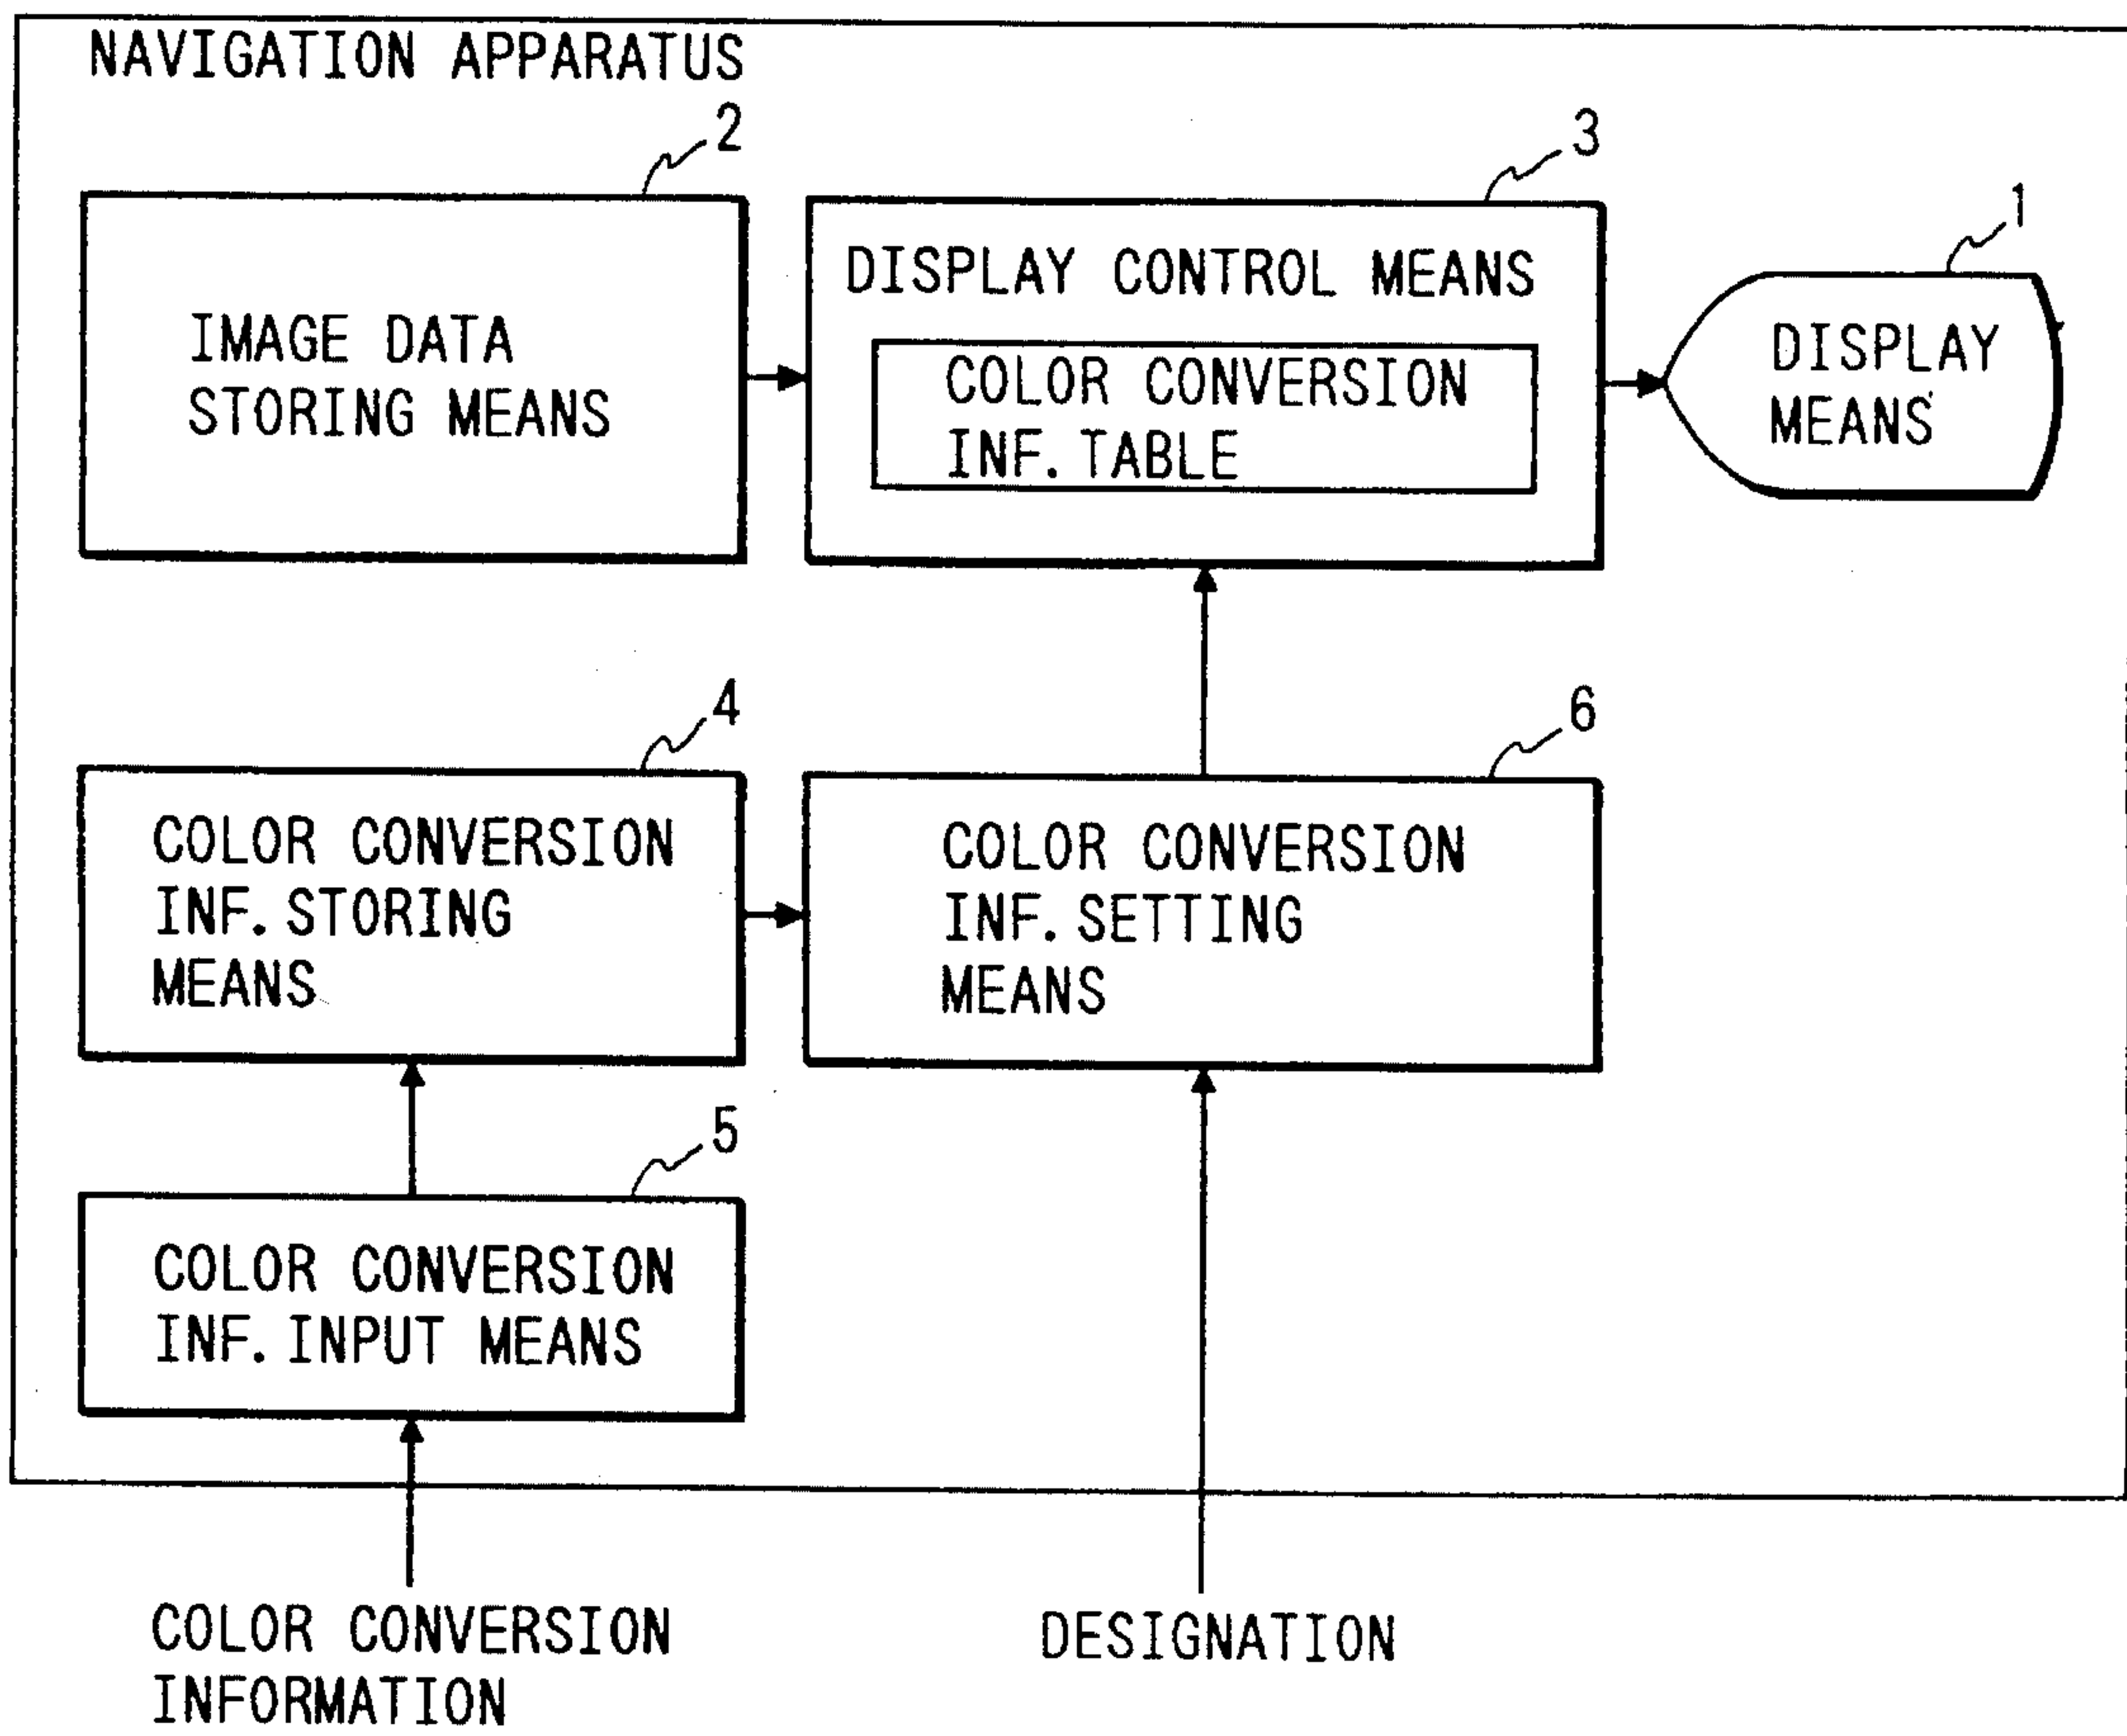 NAVIGATION APPARATUS
2
3
1
IMAGE DATA
STORING MEANS
DISPLAY CONTROL MEANS
COLOR CONVERSION
INF. TABLE
DISPLAY
MEANS
4
6
COLOR CONVERSION
INF. STORING
MEANS
COLOR CONVERSION
INF. SETTING
MEANS
5
COLOR CONVERSION
INF. INPUT MEANS
COLOR CONVERSION
INFORMATION
DESIGNATION